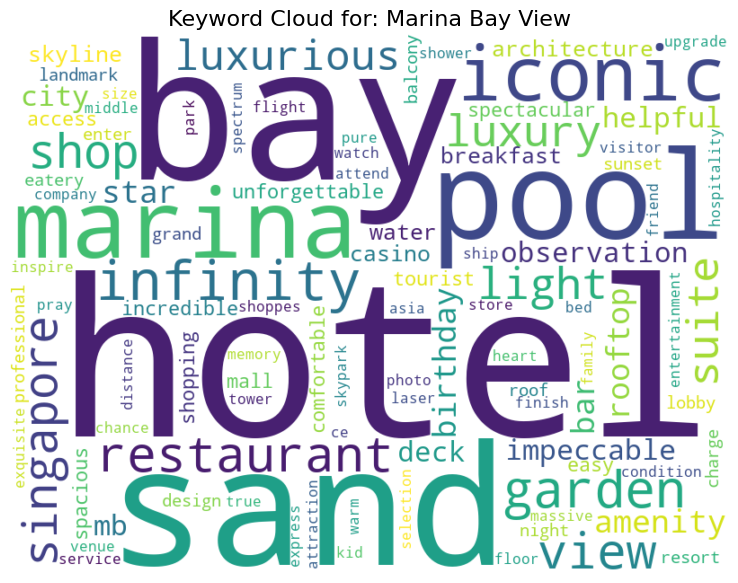 Keyword Cloud for: Marina Bay View
skyline
luxurious
shower
architecture
upgrade
landmark
bay
balcony
iconic
city
size
middle
park
flight
spectrum
spectacular
helpful
access
enter
luxury
shop
pure
watch
breakfast
visitor
eatery
attend
pool
sunset
hospitality
company
star
unforgettable
friend
marina
grand
water
casino
ship
observation
inspire
infinity
tourist
light
suite
pray
incredible
shoppes
asia
store
bed
entertainment
exquisite
professional
singapore
hotel
distance
shopping
memory
comfortable
skypark
birthday
heart
family
rooftop
mall
photo
tower
laser
roof
finish
bar
lobby
chance
restaurant
ce
deck
impeccable
charge
spacious
easy
condition
sand
garden
mb
design
true
express
attraction
warm
selection
massive
amenity
venue
night
service
kid
floor
view
resort